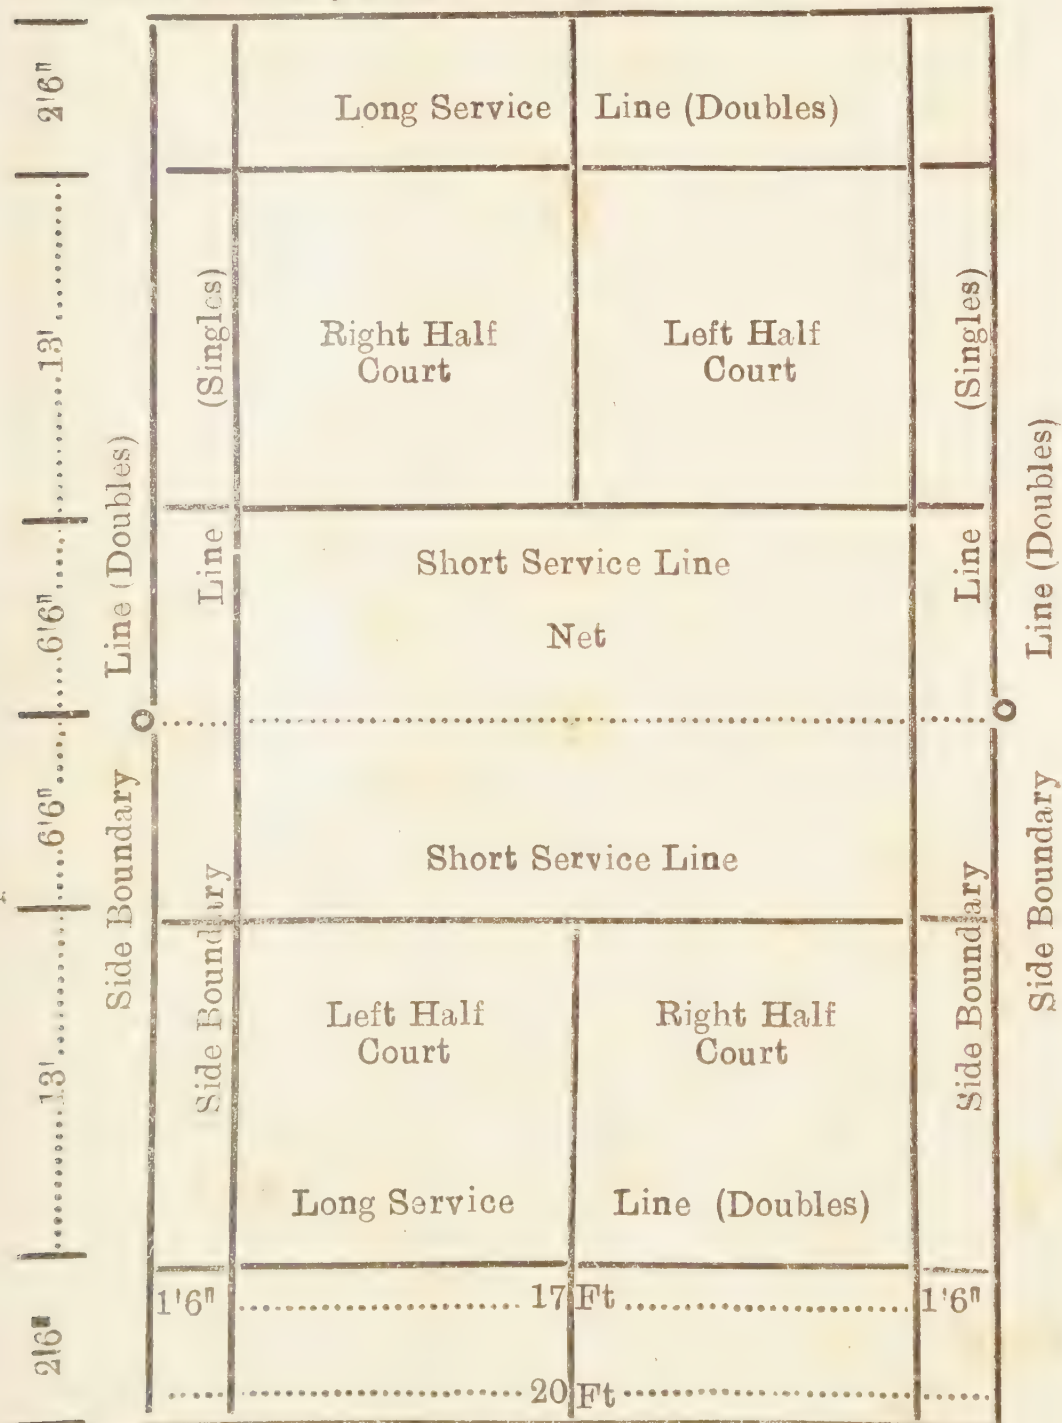 2'6"
Long Service Line (Doubles)
13'
(Singles)
Right Half
Court
Left Half
Court
(Singles)
Line (Doubles)
Line
Line
Line (Doubles)
6'6"
Short Service Line
Net
6'6"
Side Boundary
Side Boundary
Short Service Line
Side Boundary
Side Boundary
13'
Left Half
Court
Right Half
Court
Long Service Line (Doubles)
1'6" 17 Ft 1'6"
2'6"
20 Ft